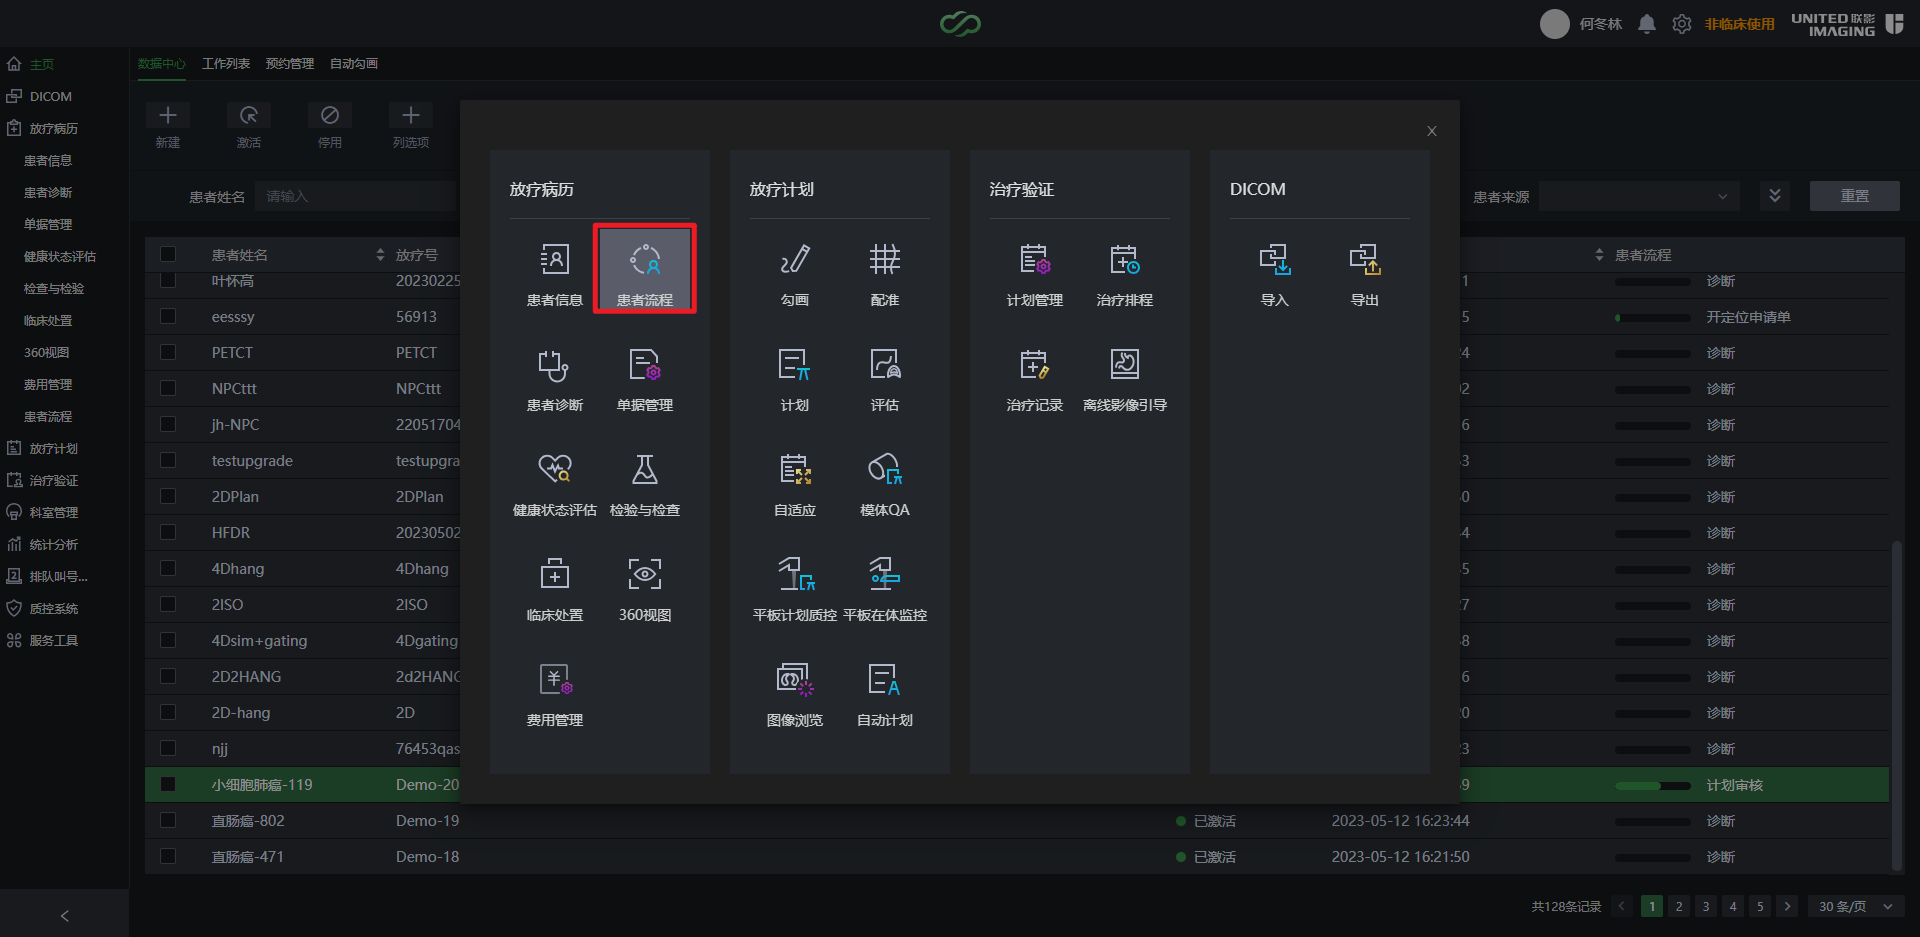 何冬林
非临床使用
UNITED 联影
IMAGING
主页
DICOM
放疗病历
患者信息
患者诊断
单据管理
健康状态评估
检查与检验
临床处置
360视图
费用管理
患者流程
放疗计划
治疗验证
科室管理
统计分析
排队叫号...
质控系统
服务工具
数据中心 工作列表 预约管理 自动勾画
新建 激活 停用 列选项
患者姓名 请输入
患者来源 重置
患者姓名 放疗号 患者流程
叶怀高 20230225 1 诊断
eesssy 56913 5 开定位申请单
PETCT PETCT 24 诊断
NPCttt NPCttt 02 诊断
jh-NPC 22051704 6 诊断
testupgrade testupgra 3 诊断
2DPlan 2DPlan 0 诊断
HFDR 20230502 4 诊断
4Dhang 4Dhang 5 诊断
2ISO 2ISO 27 诊断
4Dsim+gating 4Dgating 8 诊断
2D2HANG 2d2HANG 6 诊断
2D-hang 2D 20 诊断
njj 76453qas 23 诊断
小细胞肺癌-119 Demo-20 9 计划审核
直肠癌-802 Demo-19 已激活 2023-05-12 16:23:44 诊断
直肠癌-471 Demo-18 已激活 2023-05-12 16:21:50 诊断
共128条记录 1 2 3 4 5 30 条/页
X
放疗病历
患者信息 患者流程
患者诊断 单据管理
健康状态评估 检验与检查
临床处置 360视图
费用管理
放疗计划
勾画 配准
计划 评估
自适应 模体QA
平板计划质控 平板在体监控
图像浏览 自动计划
治疗验证
计划管理 治疗排程
治疗记录 离线影像引导
DICOM
导入 导出